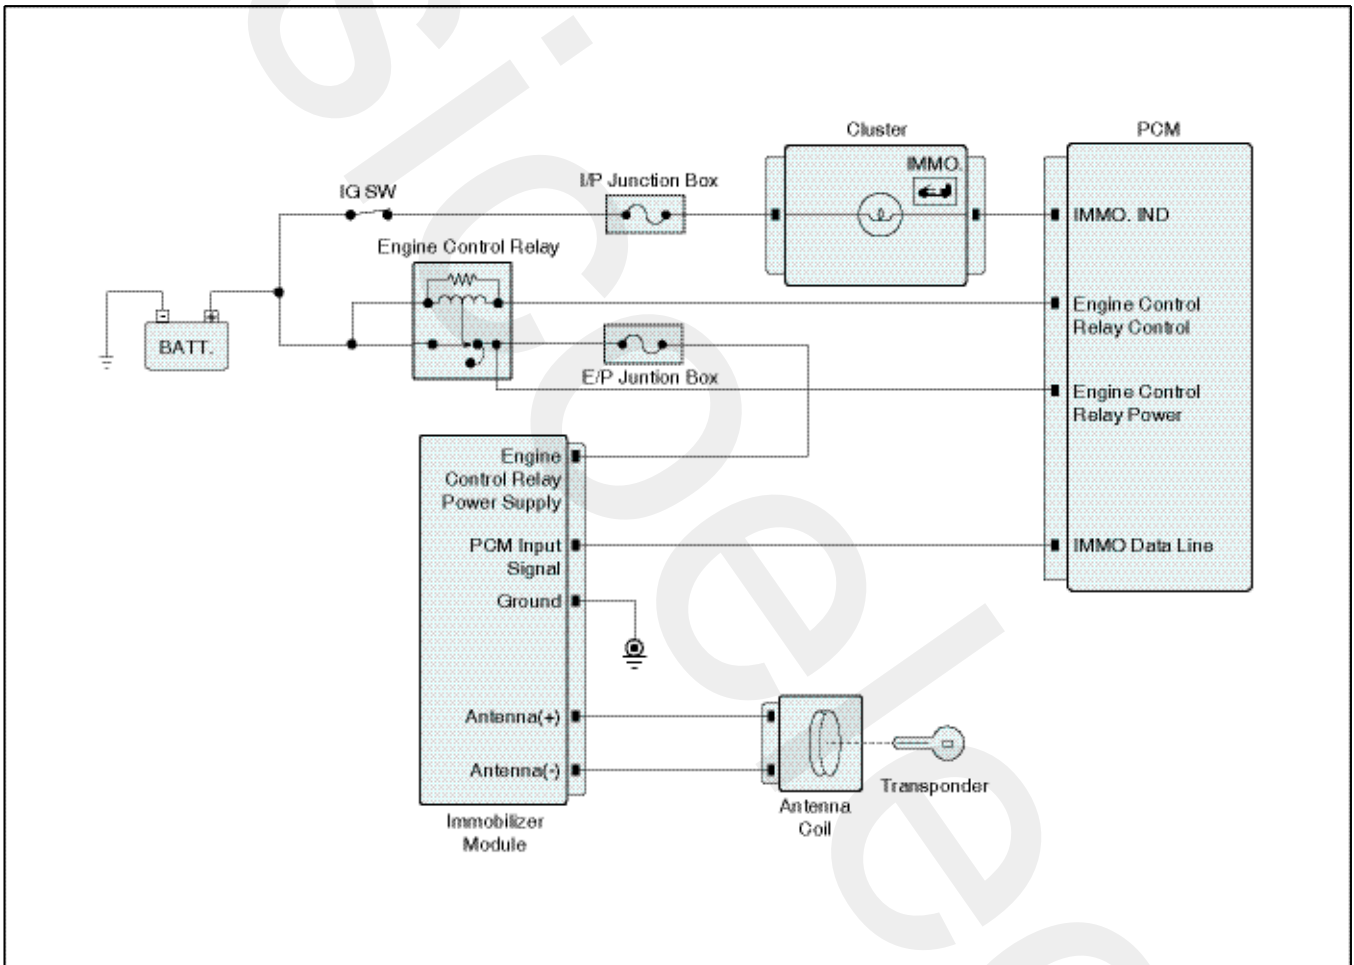 Cluster
PCM
IMMO.
IG SW
I/P Junction Box
IMMO. IND
Engine Control Relay
Engine Control
Relay Control
- +
BATT.
E/P Juntion Box
Engine Control
Relay Power
Engine
Control Relay
Power Supply
PCM Input
Signal
IMMO Data Line
Ground
Antenna(+)
Antenna(-)
Transponder
Antenna
Coil
Immobilizer
Module